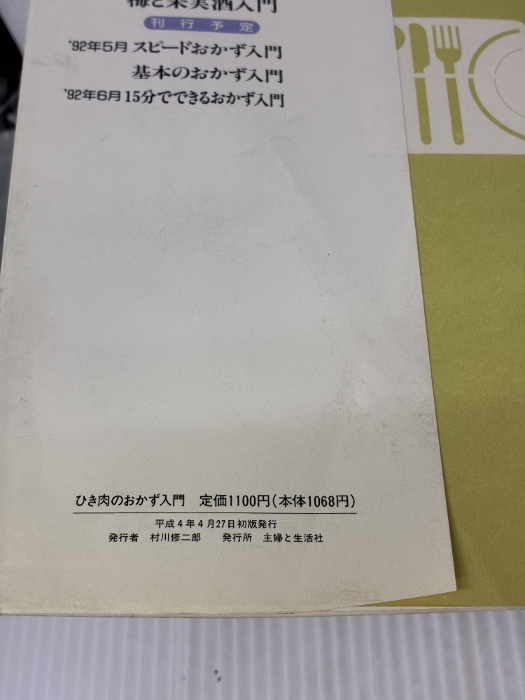 梅と果実酒入門
刊行予定
'92年5月 スピードおかず入門
基本のおかず入門
'92年6月 15分でできるおかず入門
ひき肉のおかず入門 定価1100円(本体1068円)
平成4年4月27日初版発行
発行者 村川修二郎 発行所 主婦と生活社